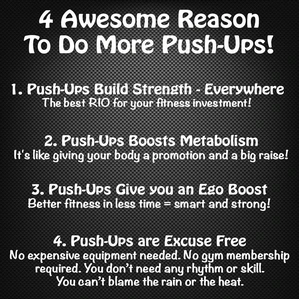 4 Awesome Reason
To Do More Push-Ups!
1. Push-Ups Build Strength - Everywhere
The best RIO for your fitness investment!
2. Push-Ups Boosts Metabolism
It's like giving your body a promotion and a big raise!
3. Push-Ups Give you an Ego Boost
Better fitness in less time = smart and strong!
4. Push-Ups are Excuse Free
No expensive equipment needed. No gym membership
required. You don't need any rhythm or skill.
You can't blame the rain or the heat.